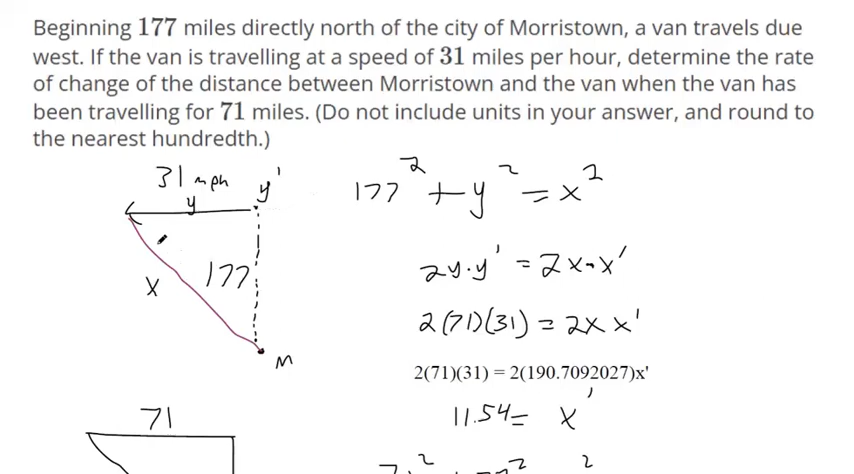 Beginning 177 miles directly north of the city of Morristown, a van travels due
west. If the van is travelling at a speed of 31 miles per hour, determine the rate
of change of the distance between Morristown and the van when the van has
been travelling for 71 miles. (Do not include units in your answer, and round to
the nearest hundredth.)
31 mph
y y'
177² + y² = x²
x 177
2y·y' = 2x·x'
2(71)(31) = 2x x'
M
2(71)(31) = 2(190.7092027)x'
11.54 = x'
71